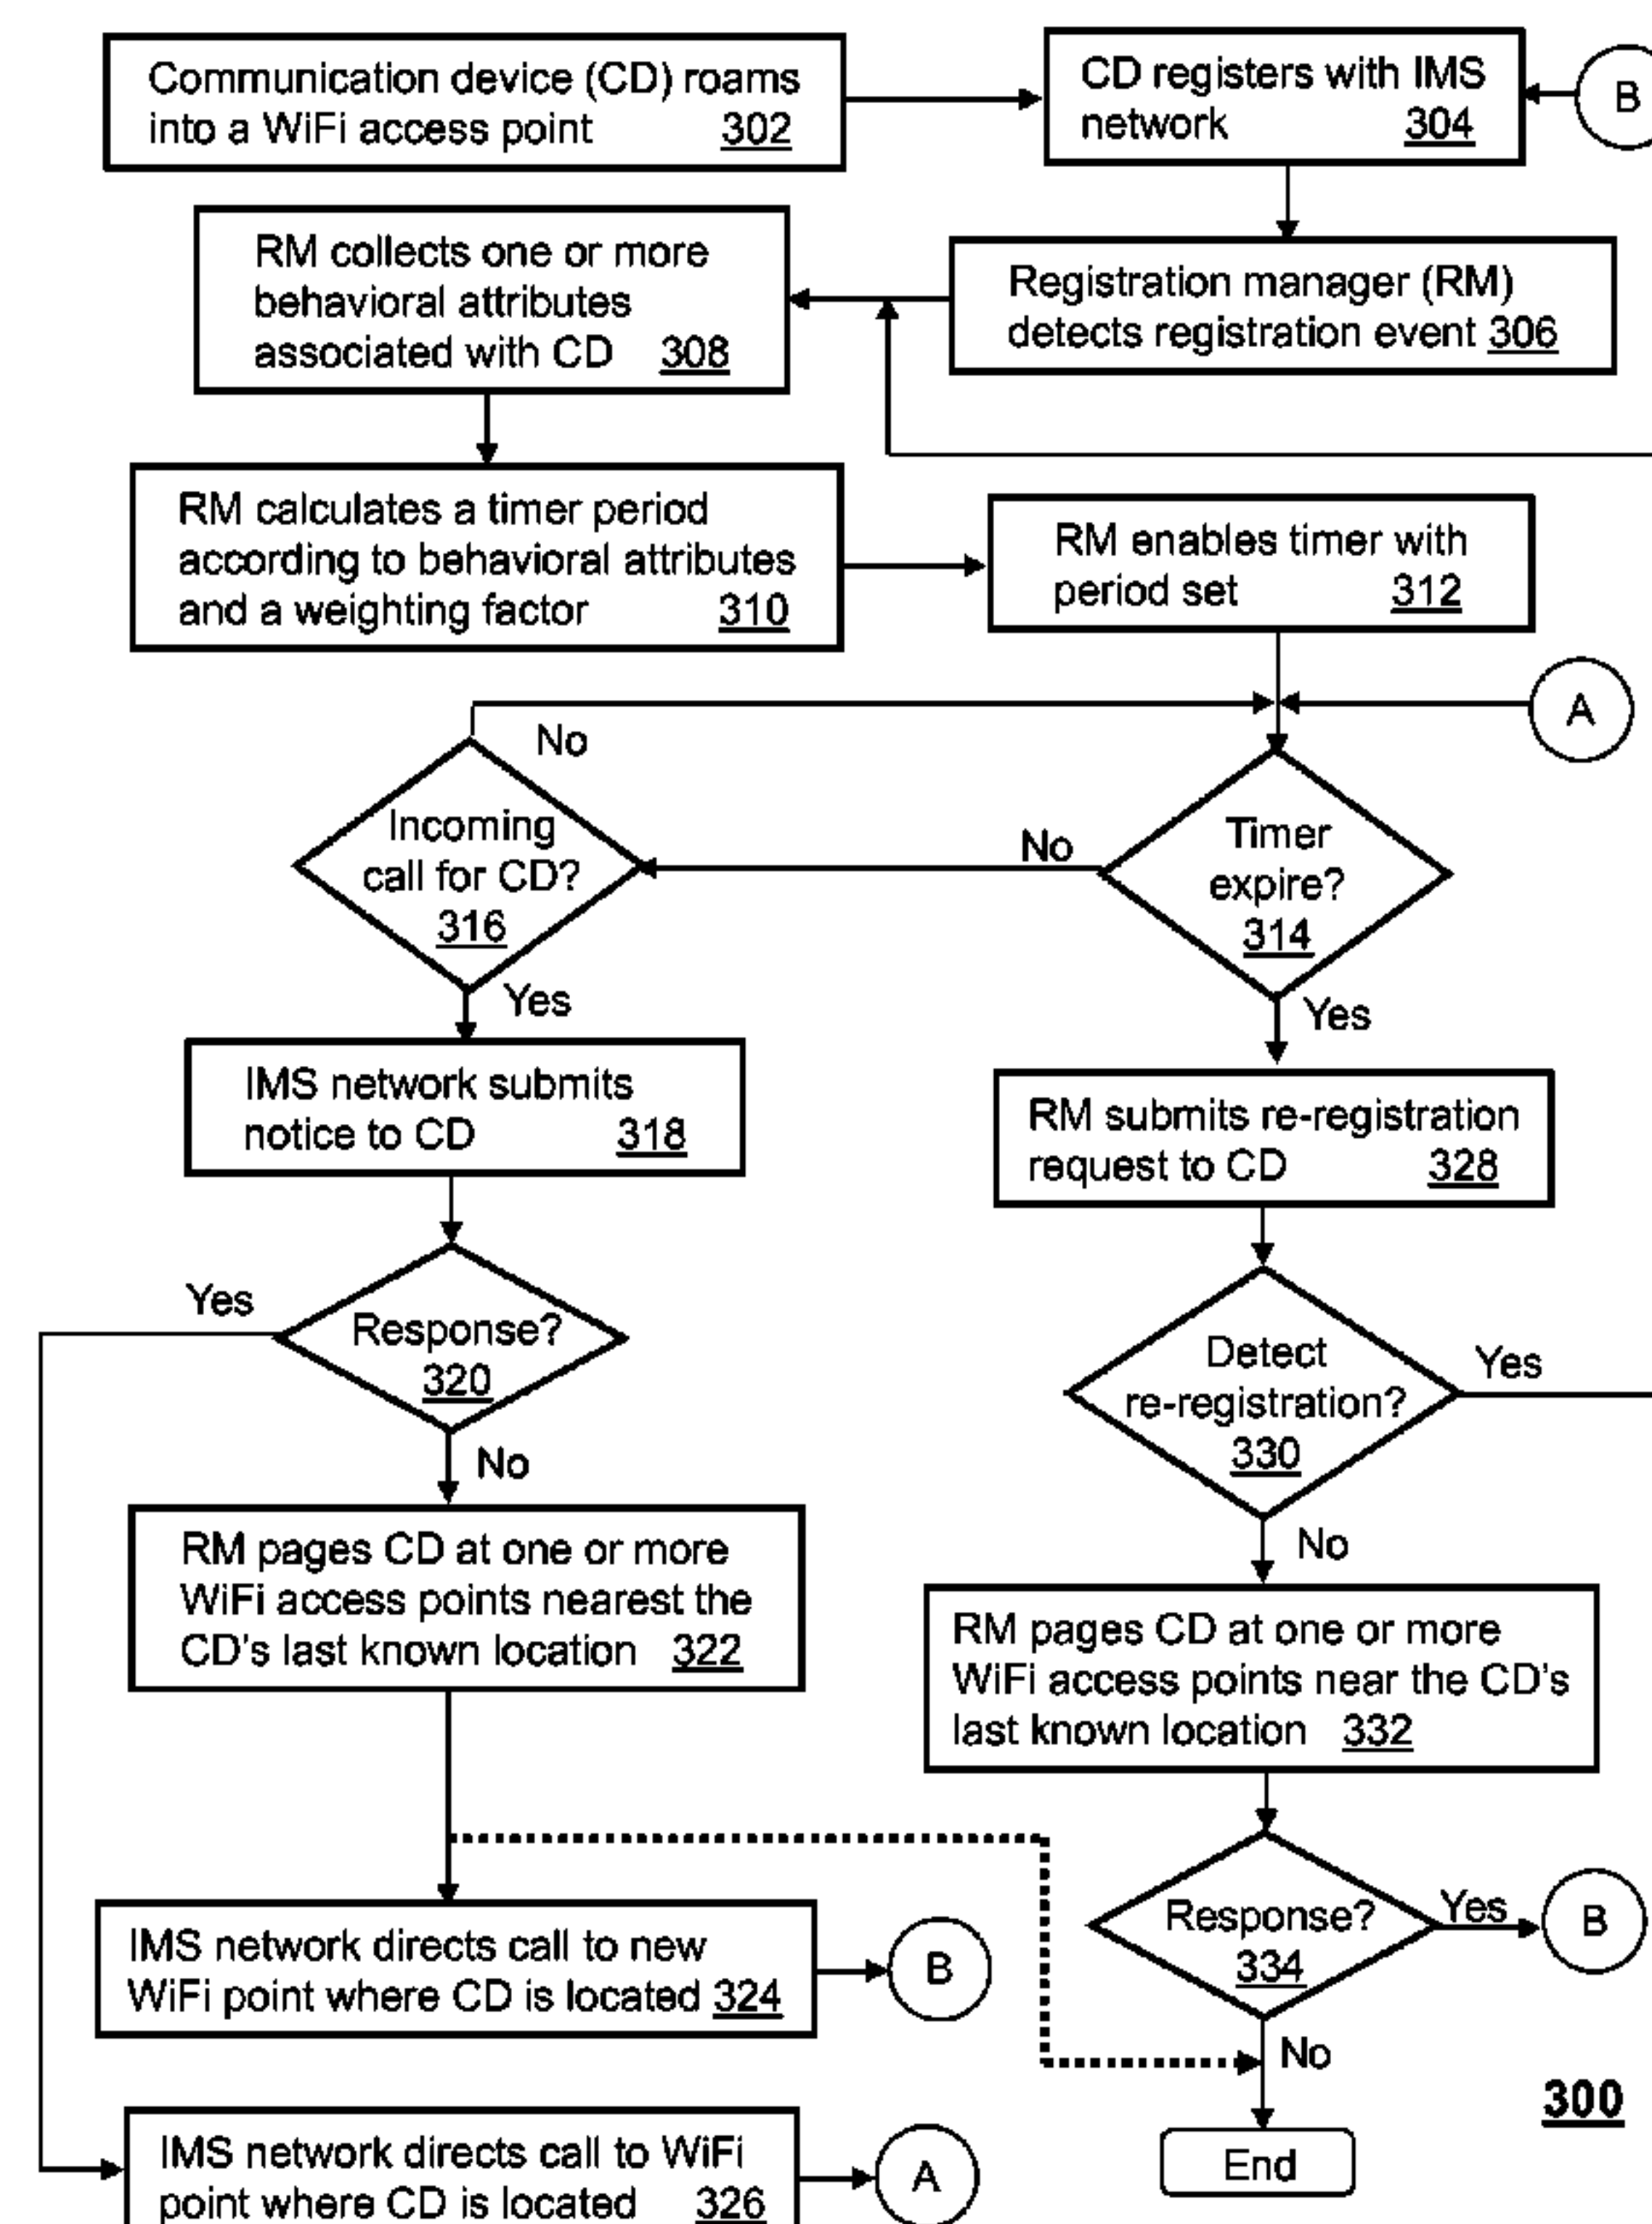 Communication device (CD) roams
into a WiFi access point 302
CD registers with IMS
network 304
B
RM collects one or more
behavioral attributes
associated with CD 308
Registration manager (RM)
detects registration event 306
RM calculates a timer period
according to behavioral attributes
and a weighting factor 310
RM enables timer with
period set 312
A
No
Incoming
call for CD?
316
No
Timer
expire?
314
Yes
Yes
IMS network submits
notice to CD 318
RM submits re-registration
request to CD 328
Yes
Response?
320
No
Detect
re-registration?
330
Yes
No
RM pages CD at one or more
WiFi access points nearest the
CD's last known location 322
RM pages CD at one or more
WiFi access points near the CD's
last known location 332
IMS network directs call to new
WiFi point where CD is located 324
B
Response?
334
Yes
B
No
300
IMS network directs call to WiFi
point where CD is located 326
A
End